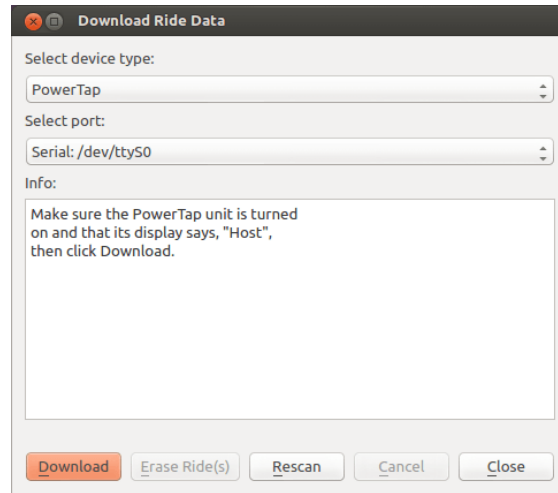 Download Ride Data
Select device type:
PowerTap
Select port:
Serial: /dev/ttyS0
Info:
Make sure the PowerTap unit is turned
on and that its display says, "Host",
then click Download.
Download Erase Ride(s) Rescan Cancel Close